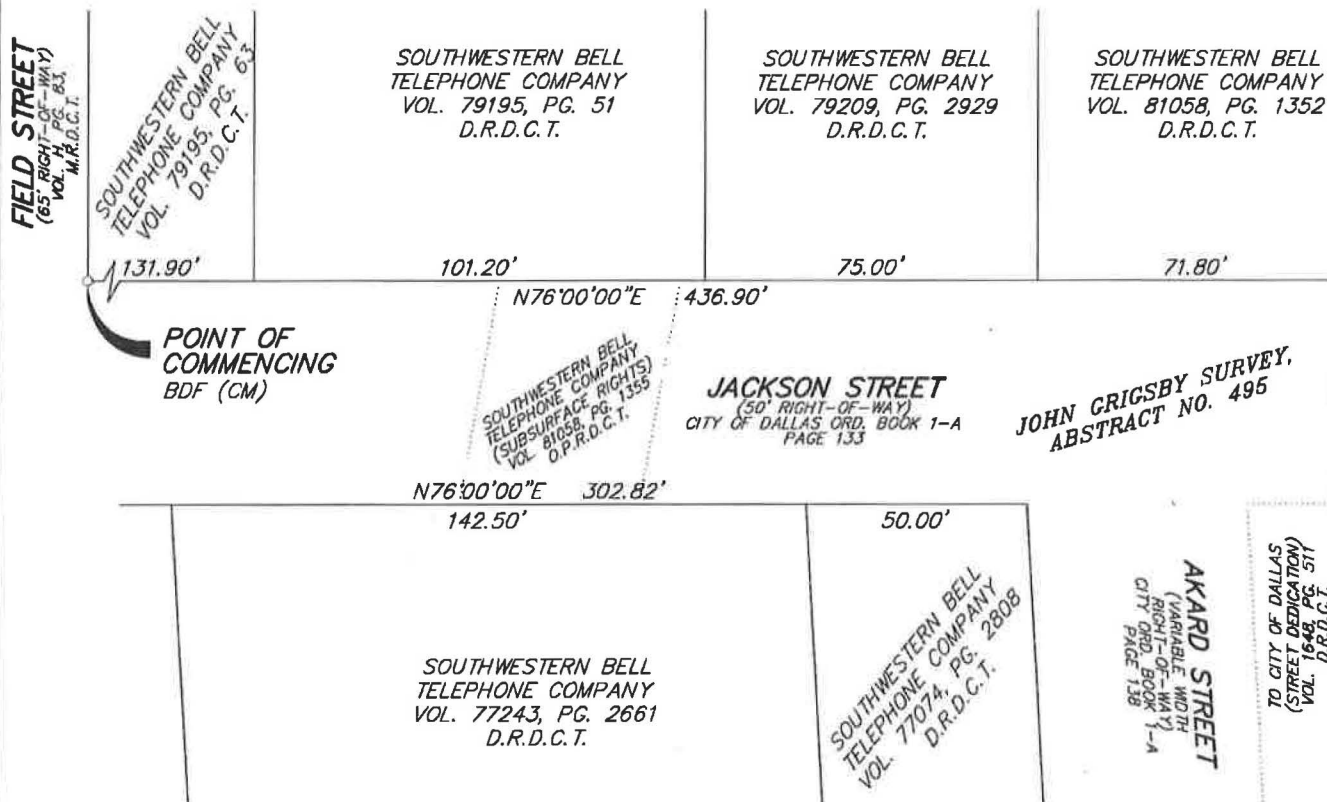 FIELD STREET
(65' RIGHT-OF-WAY)
VOL. H, PG. 83,
M.R.D.C.T.
SOUTHWESTERN BELL
TELEPHONE COMPANY
VOL. 79195, PG. 63
D.R.D.C.T.
SOUTHWESTERN BELL
TELEPHONE COMPANY
VOL. 79195, PG. 51
D.R.D.C.T.
SOUTHWESTERN BELL
TELEPHONE COMPANY
VOL. 79209, PG. 2929
D.R.D.C.T.
SOUTHWESTERN BELL
TELEPHONE COMPANY
VOL. 81058, PG. 1352
D.R.D.C.T.
131.90'
101.20'
75.00'
71.80'
N76°00'00"E 436.90'
POINT OF
COMMENCING
BDF (CM)
SOUTHWESTERN BELL
TELEPHONE COMPANY
(SUBSURFACE RIGHTS)
VOL. 81058, PG. 1355
O.P.R.D.C.T.
JACKSON STREET
(50' RIGHT-OF-WAY)
CITY OF DALLAS ORD. BOOK 1-A
PAGE 133
JOHN GRIGSBY SURVEY,
ABSTRACT NO. 495
N76°00'00"E 302.82'
142.50'
50.00'
SOUTHWESTERN BELL
TELEPHONE COMPANY
VOL. 77243, PG. 2661
D.R.D.C.T.
SOUTHWESTERN BELL
TELEPHONE COMPANY
VOL. 77074, PG. 2808
D.R.D.C.T.
AKARD STREET
(VARIABLE WIDTH
RIGHT-OF-WAY)
CITY ORD. BOOK 1-A
PAGE 138
TO CITY OF DALLAS
(STREET DEDICATION)
VOL. 1648, PG. 511
D.R.D.C.T.